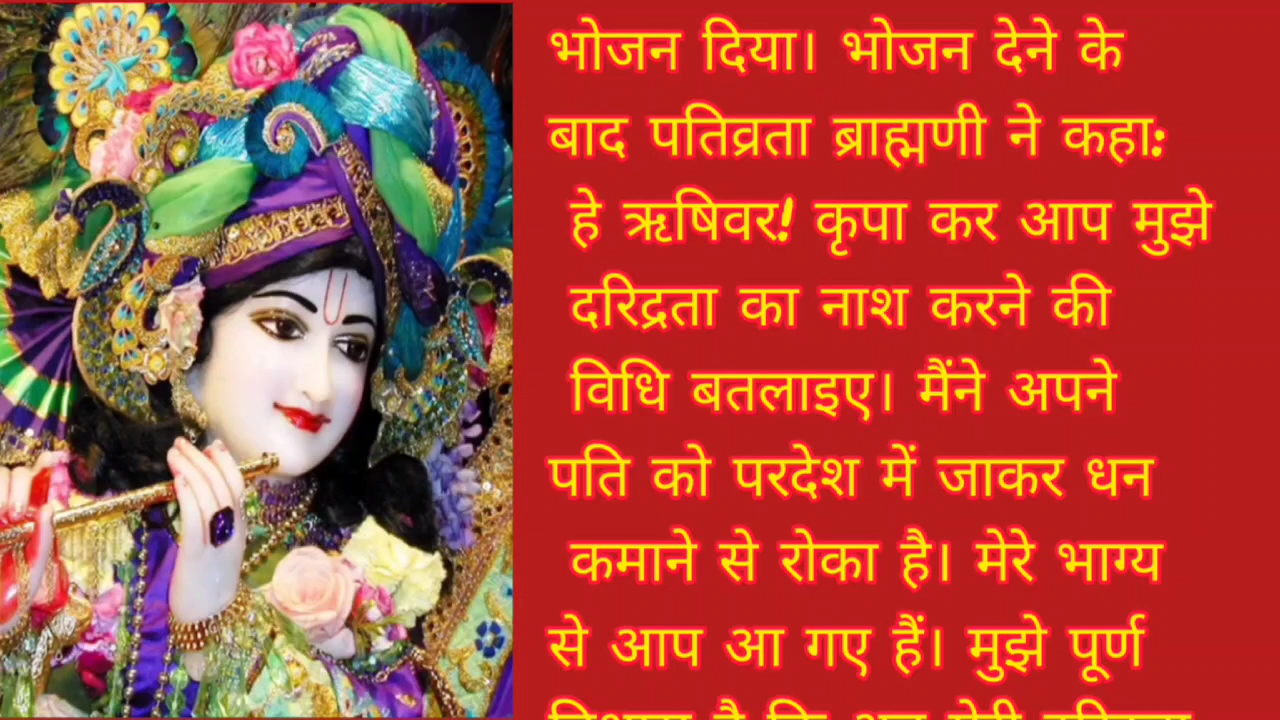 भोजन दिया। भोजन देने के
बाद पतिव्रता ब्राह्मणी ने कहा:
हे ऋषिवर! कृपा कर आप मुझे
दरिद्रता का नाश करने की
विधि बतलाइए। मैंने अपने
पति को परदेश में जाकर धन
कमाने से रोका है। मेरे भाग्य
से आप आ गए हैं। मुझे पूर्ण